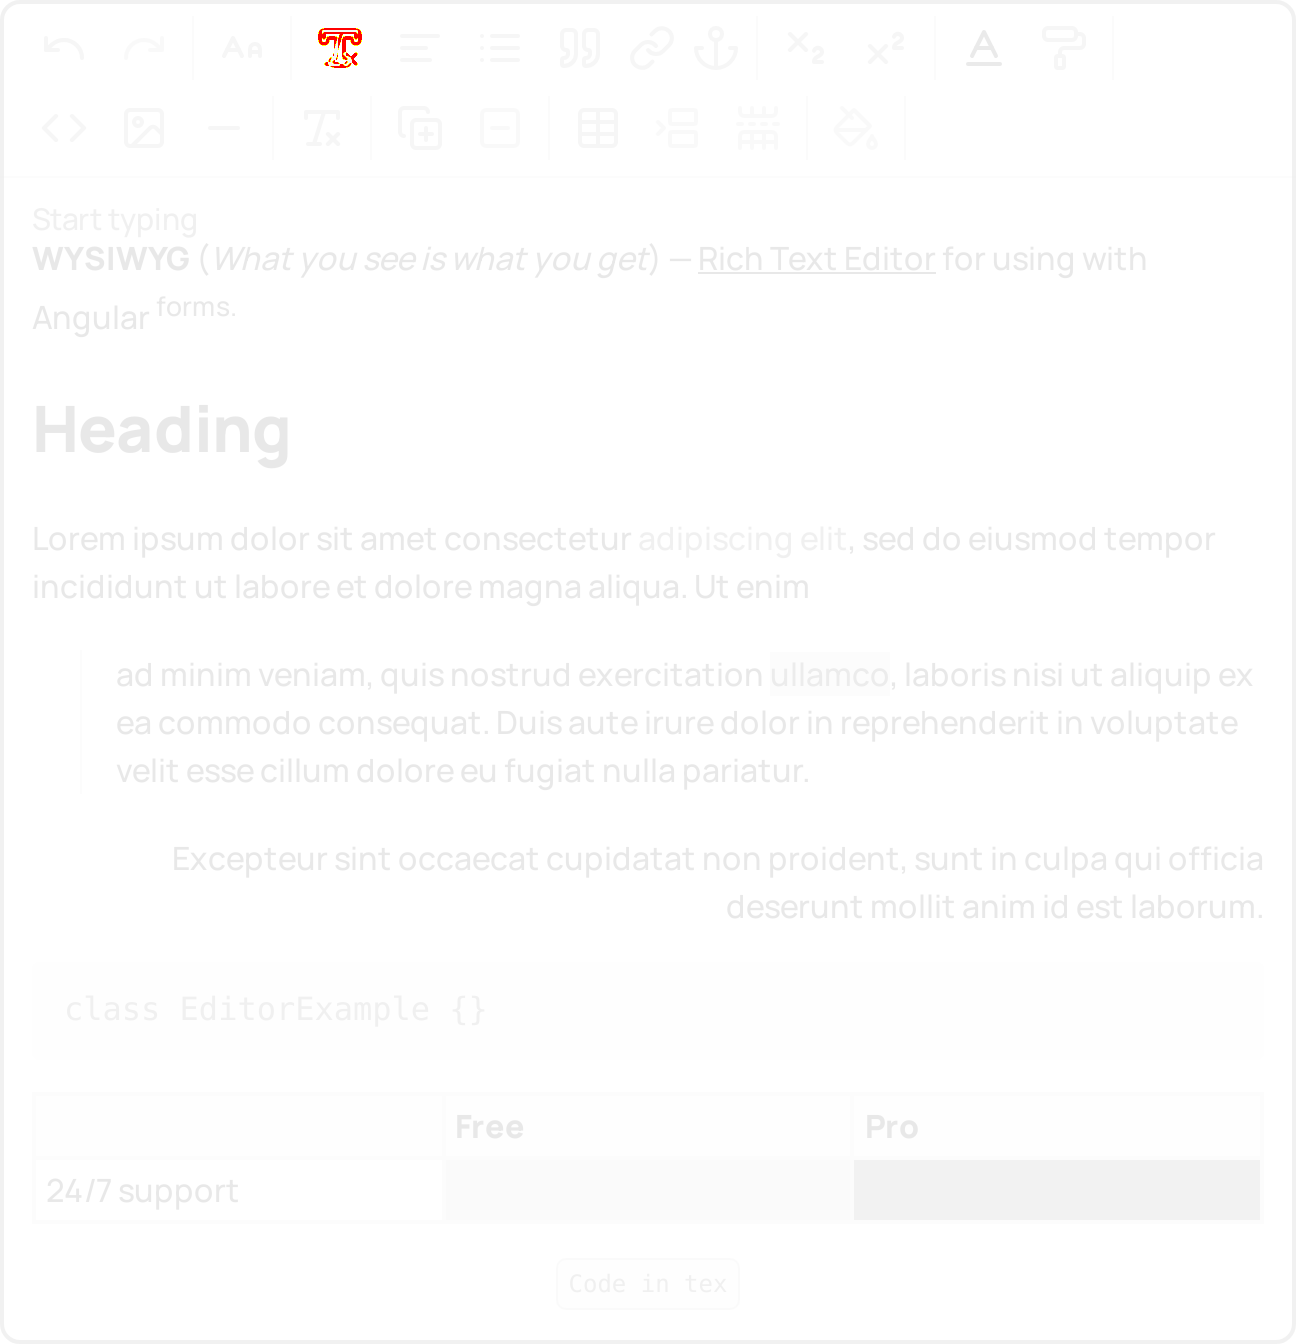 Start typing
WYSIWYG (What you see is what you get) — Rich Text Editor for using with
Angular forms.
Heading
Lorem ipsum dolor sit amet consectetur adipiscing elit, sed do eiusmod tempor
incididunt ut labore et dolore magna aliqua. Ut enim
ad minim veniam, quis nostrud exercitation ullamco, laboris nisi ut aliquip ex
ea commodo consequat. Duis aute irure dolor in reprehenderit in voluptate
velit esse cillum dolore eu fugiat nulla pariatur.
Excepteur sint occaecat cupidatat non proident, sunt in culpa qui officia
deserunt mollit anim id est laborum.
class EditorExample {}
Free Pro
24/7 support
Code in tex